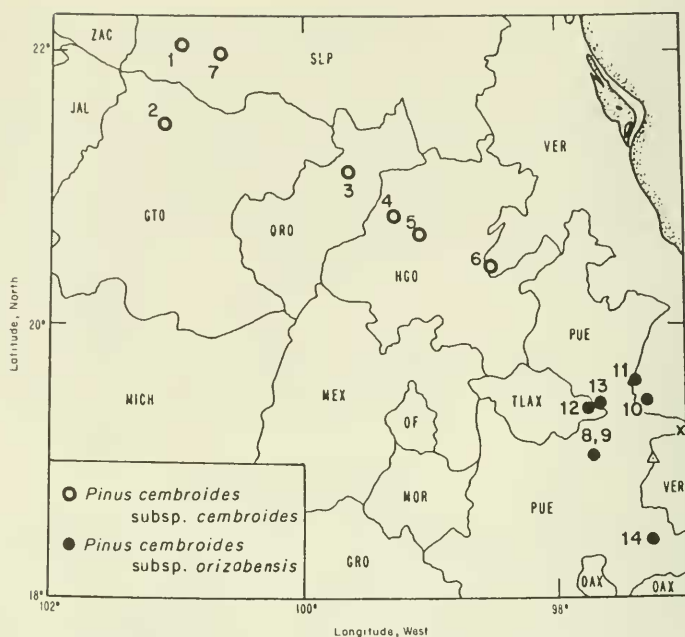 22°
ZAC
1
7
SLP
JAL
2
VER
GTO
3
QRO
4
5
6
HGO
20°
PUE
MICH
MEX
11
13
TLAX
12
10
DF
8,9
x
MOR
PUE
VER
14
GRO
OAX
OAX
Pinus cembroides
subsp. cembroides
Pinus cembroides
subsp. orizabensis
18°
102°
100°
98°
Latitude, North
Longitude, West